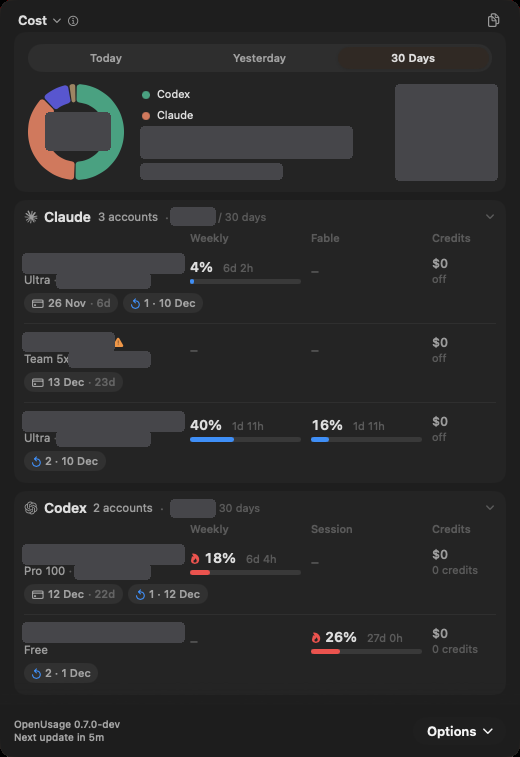 Cost
Today Yesterday 30 Days
Codex
Claude
Claude 3 accounts · / 30 days
Weekly Fable Credits
4% 6d 2h – $0
Ultra · off
26 Nov · 6d 1 · 10 Dec
– – $0
Team 5x off
13 Dec · 23d
40% 1d 11h 16% 1d 11h $0
Ultra · off
2 · 10 Dec
Codex 2 accounts · 30 days
Weekly Session Credits
18% 6d 4h – $0
Pro 100 · 0 credits
12 Dec · 22d 1 · 12 Dec
– 26% 27d 0h $0
Free 0 credits
2 · 1 Dec
OpenUsage 0.7.0-dev
Next update in 5m
Options